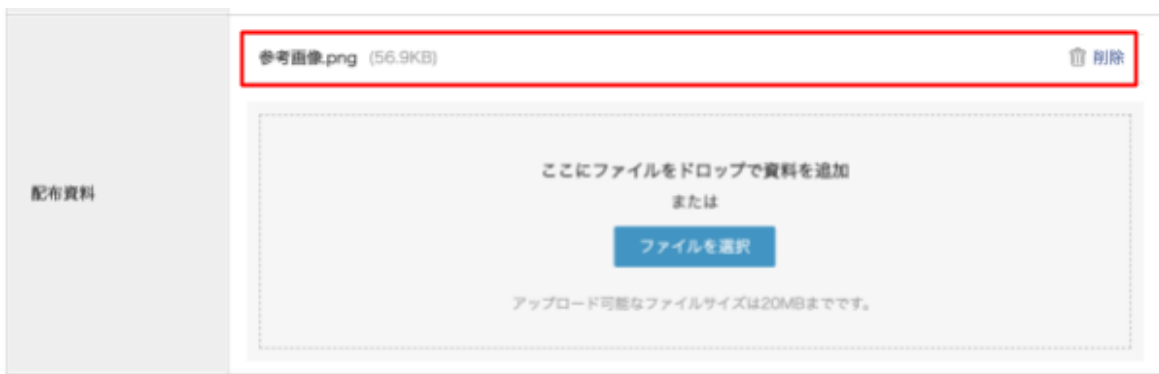 参考画像.png (56.9KB) 削除
配布資料
ここにファイルをドロップで資料を追加
または
ファイルを選択
アップロード可能なファイルサイズは20MBまでです。